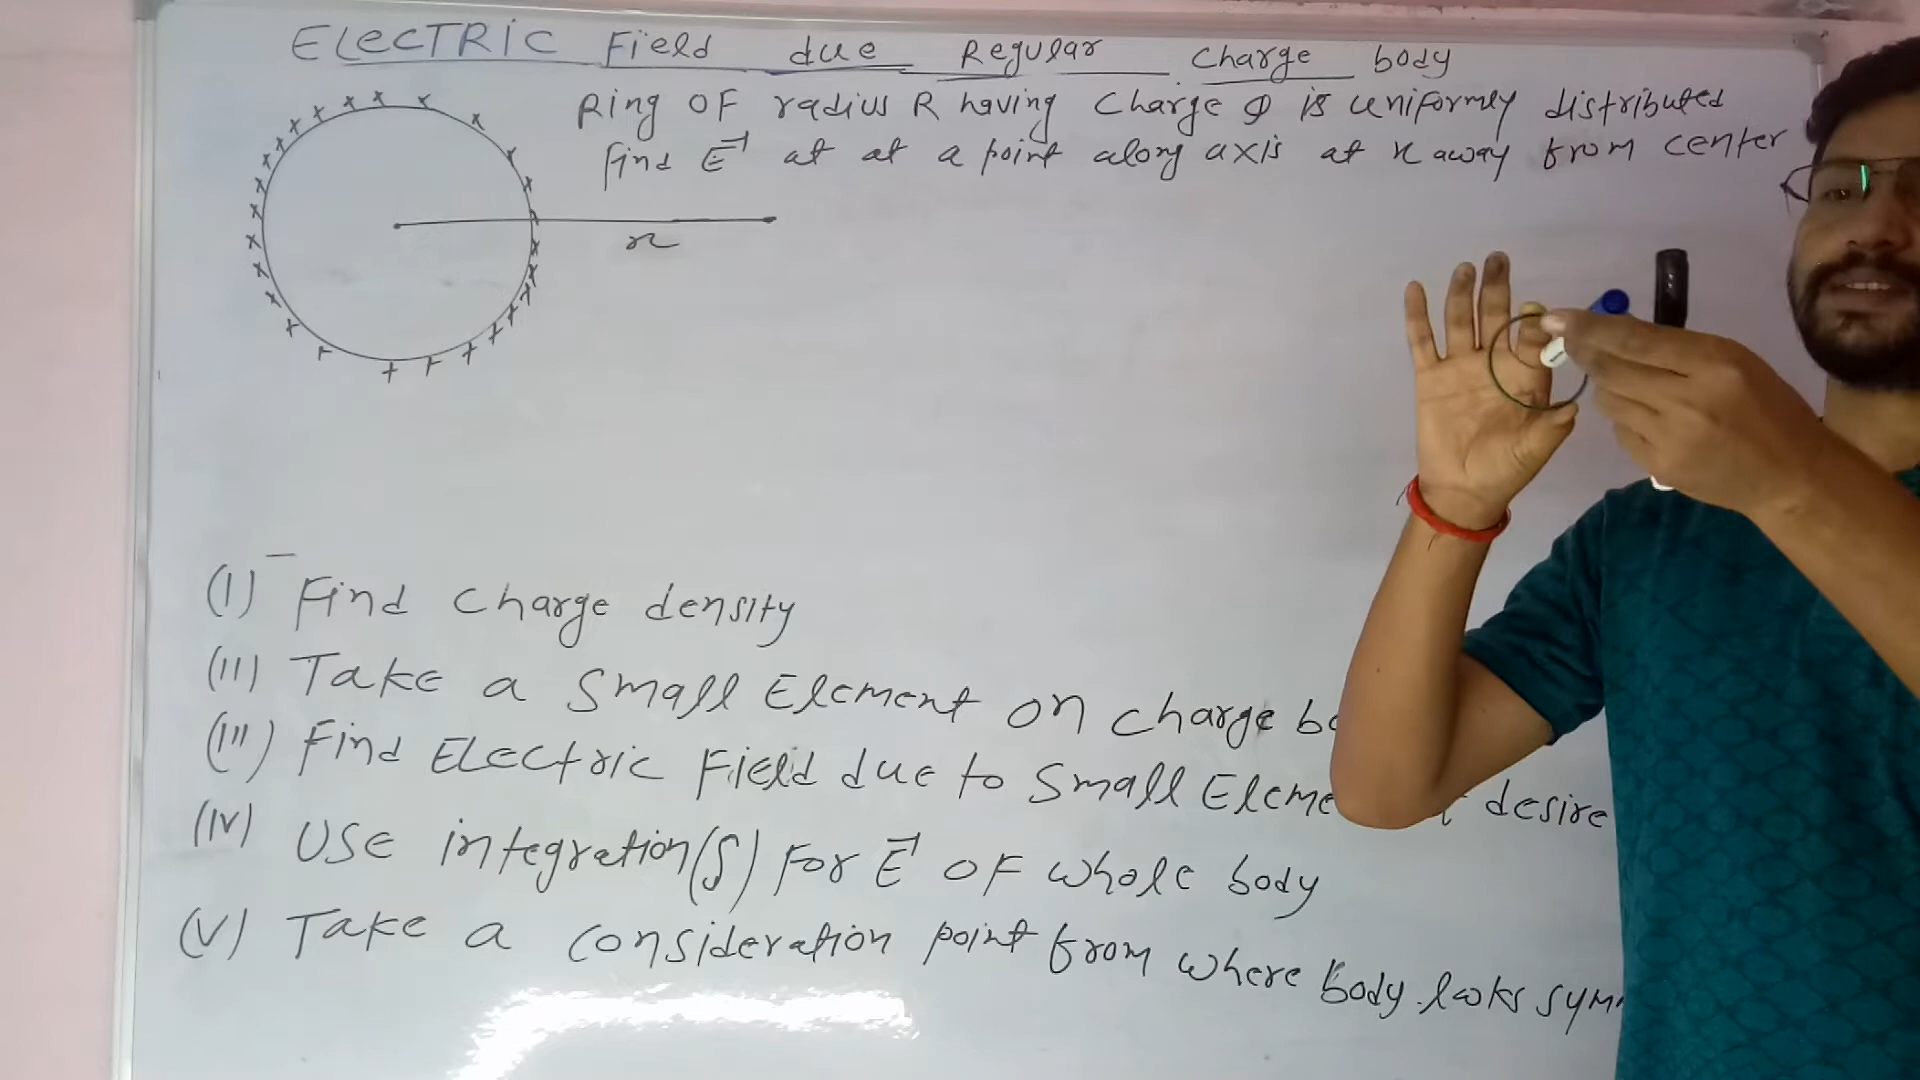 ELECTRIC Field due Regular Charge body
Ring OF radius R having Charge Q is uniformly distributed
find E→ at at a point along axis at x away from center
x
(I) Find Charge density
(II) Take a Small Element on charge
(III) Find Electric Field due to Small desire
(IV) USE integration(∫) For E→ OF whole body
(V) Take a consideration point from where body looks